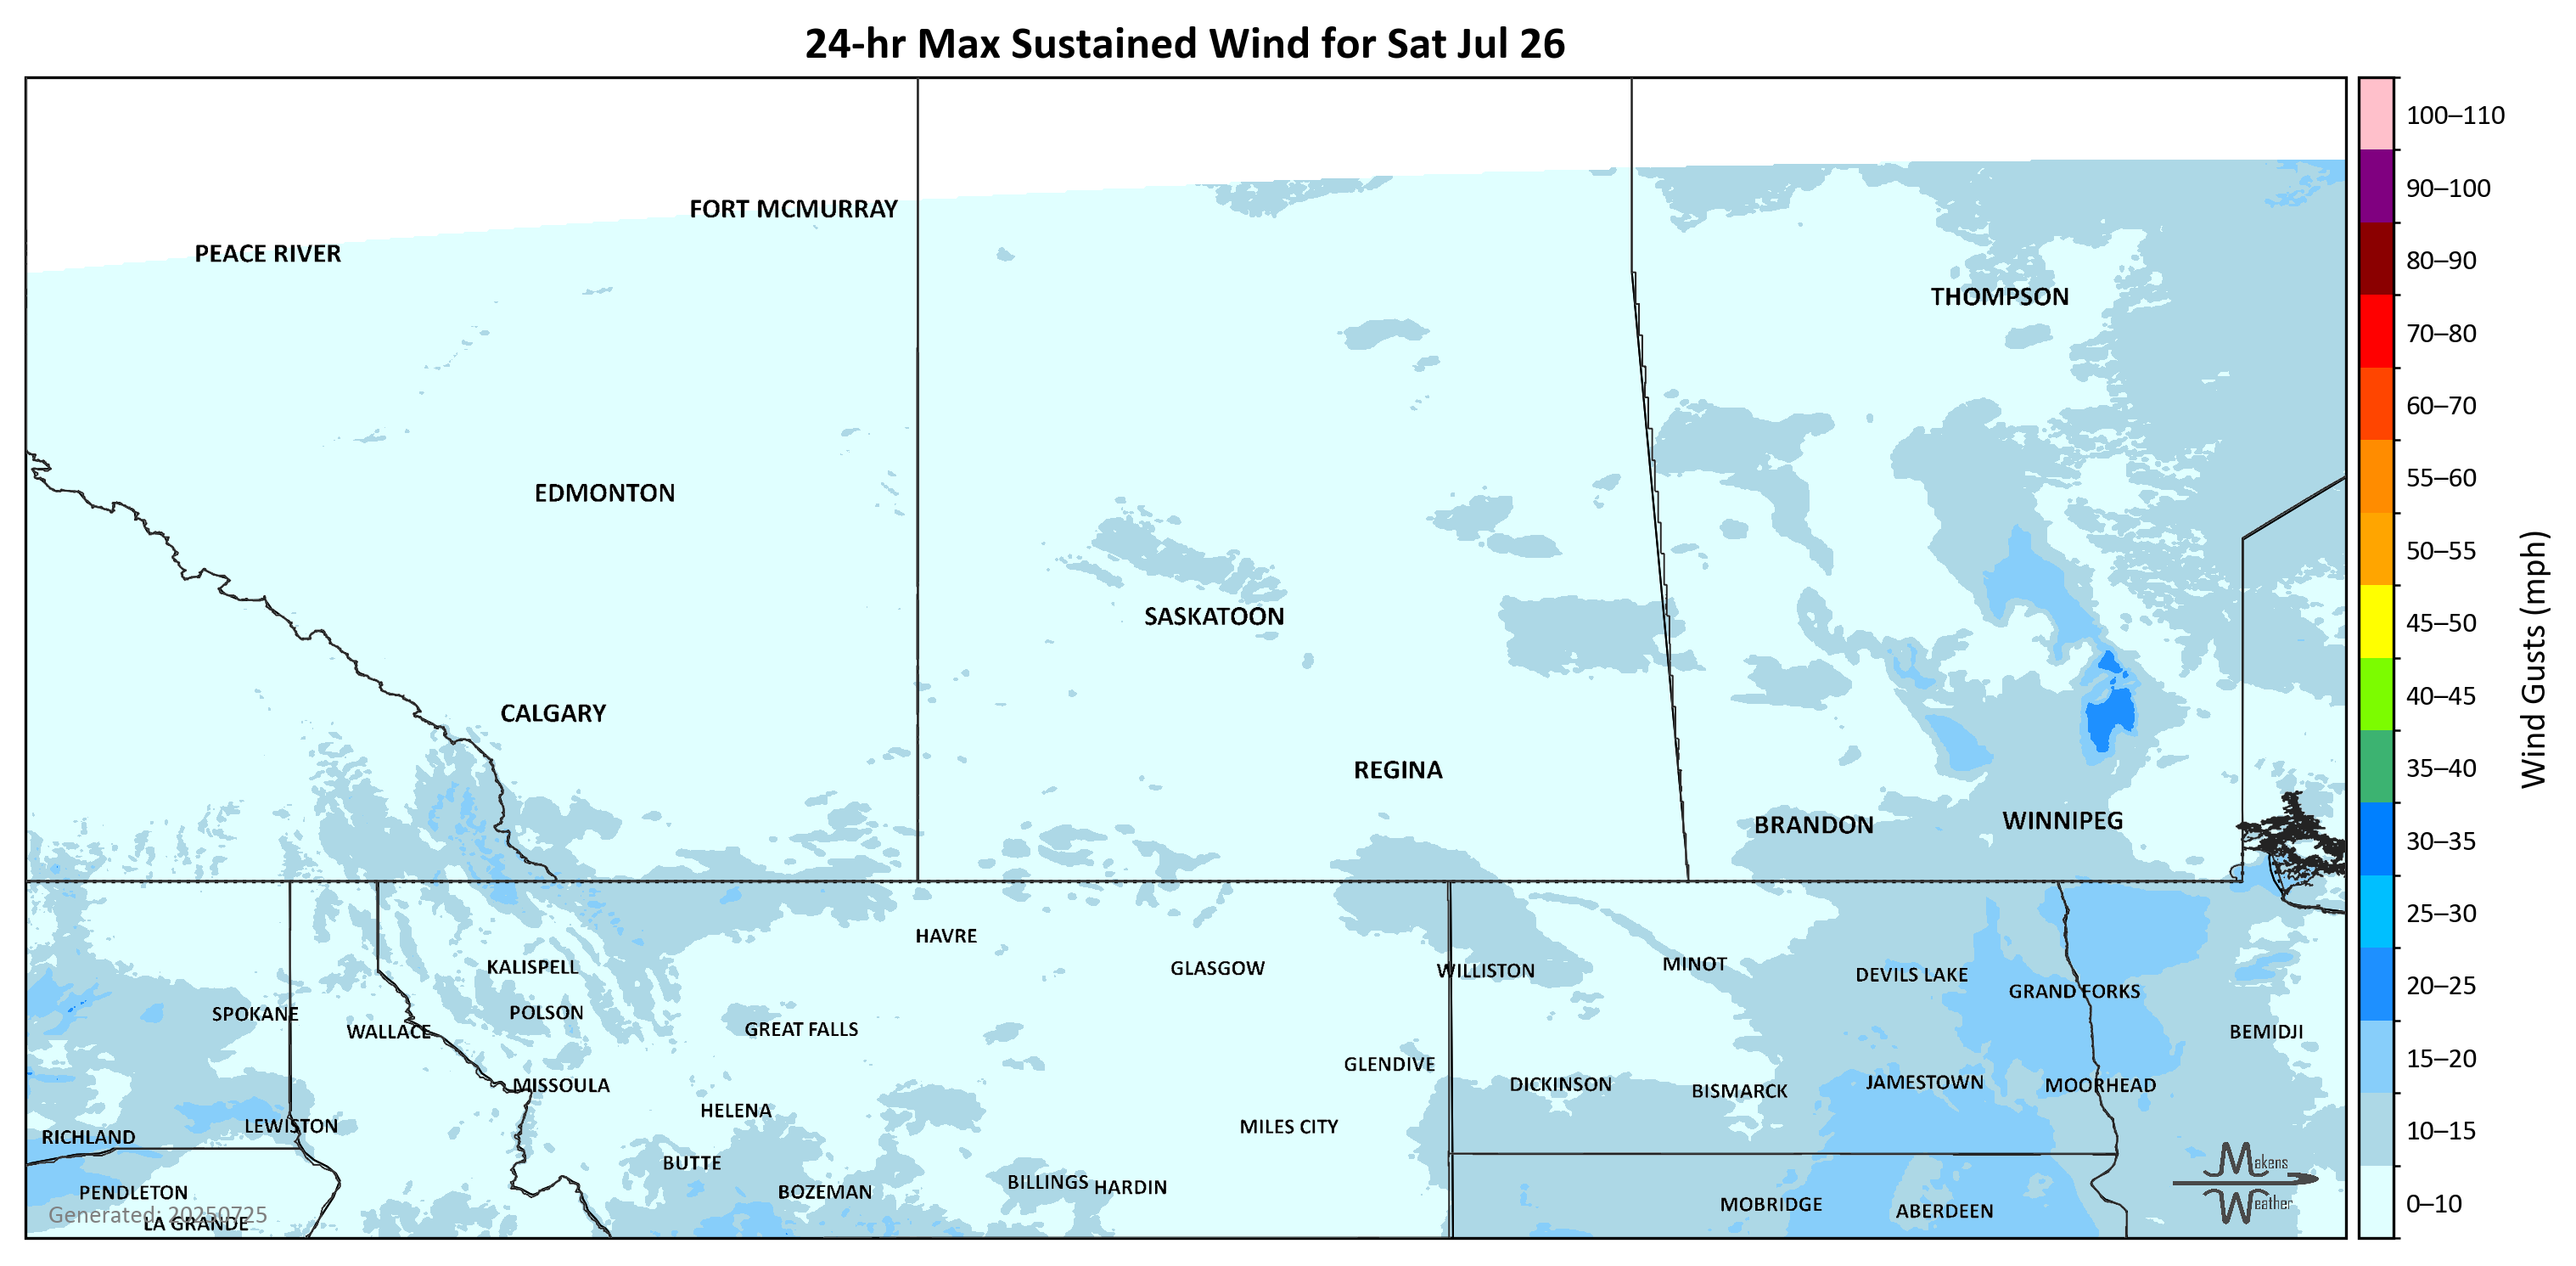 24-hr Max Sustained Wind for Sat Jul 26
100–110
90–100
80–90
70–80
60–70
55–60
50–55
45–50
40–45
35–40
30–35
25–30
20–25
15–20
10–15
0–10
Wind Gusts (mph)
FORT MCMURRAY
PEACE RIVER
THOMPSON
EDMONTON
SASKATOON
CALGARY
REGINA
BRANDON
WINNIPEG
HAVRE
KALISPELL
GLASGOW
WILLISTON
MINOT
DEVILS LAKE
GRAND FORKS
SPOKANE
POLSON
WALLACE
GREAT FALLS
BEMIDJI
GLENDIVE
MISSOULA
DICKINSON
BISMARCK
JAMESTOWN
MOORHEAD
HELENA
LEWISTON
MILES CITY
RICHLAND
BUTTE
PENDLETON
BOZEMAN
BILLINGS
HARDIN
MOBRIDGE
ABERDEEN
LA GRANDE
Generated: 20250725
Makens
Weather